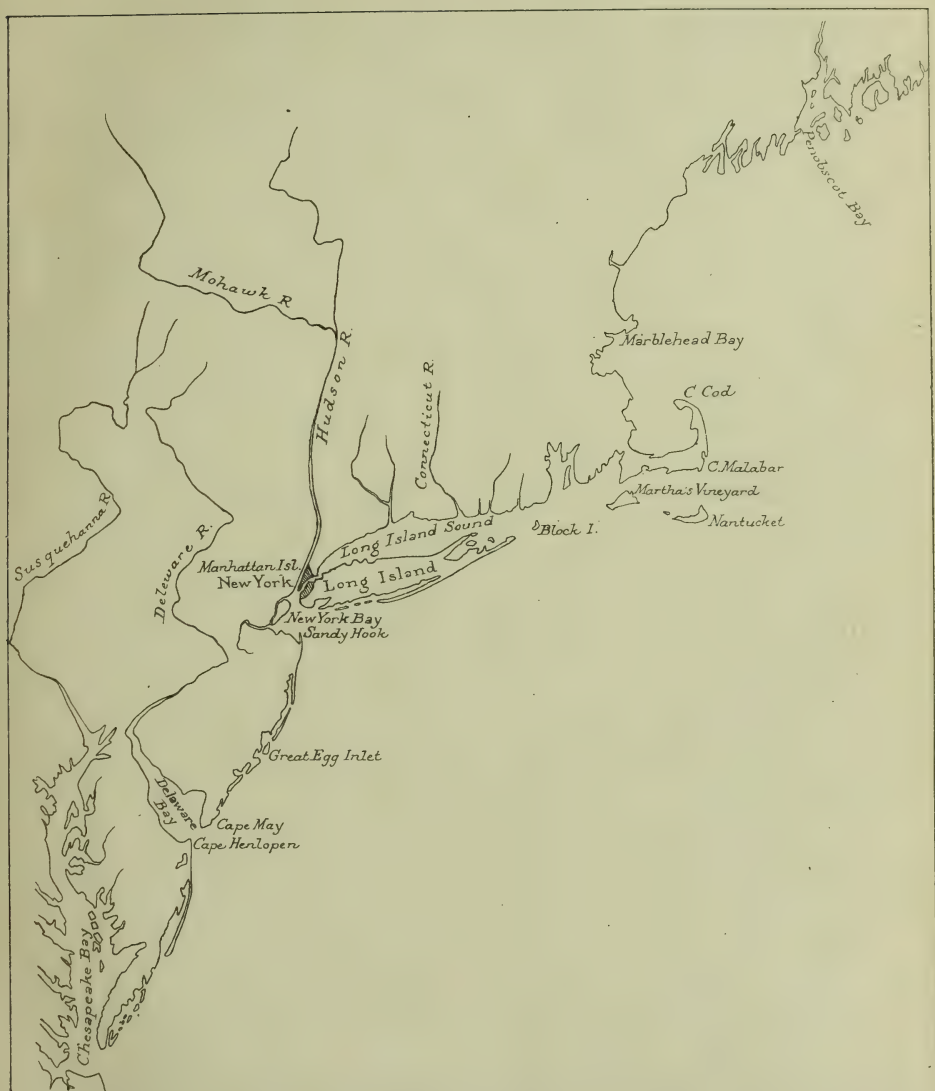 Penobscot Bay
Mohawk R
Hudson R.
Marblehead Bay
Connecticut R.
C Cod
C. Malabar
Martha's Vineyard
Nantucket
Block I.
Susquehanna R
Deleware R.
Long Island Sound
Manhattan Isl.
New York
Long Island
New York Bay
Sandy Hook
Great Egg Inlet
Delaware
Bay
Cape May
Cape Henlopen
Chesapeake Bay